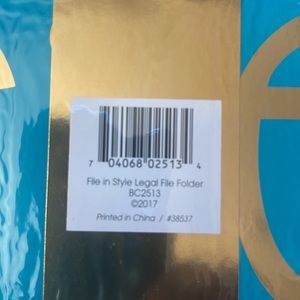 7 04068 02513 4
File in Style Legal File Folder
BC2513
©2017
Printed in China / #38537